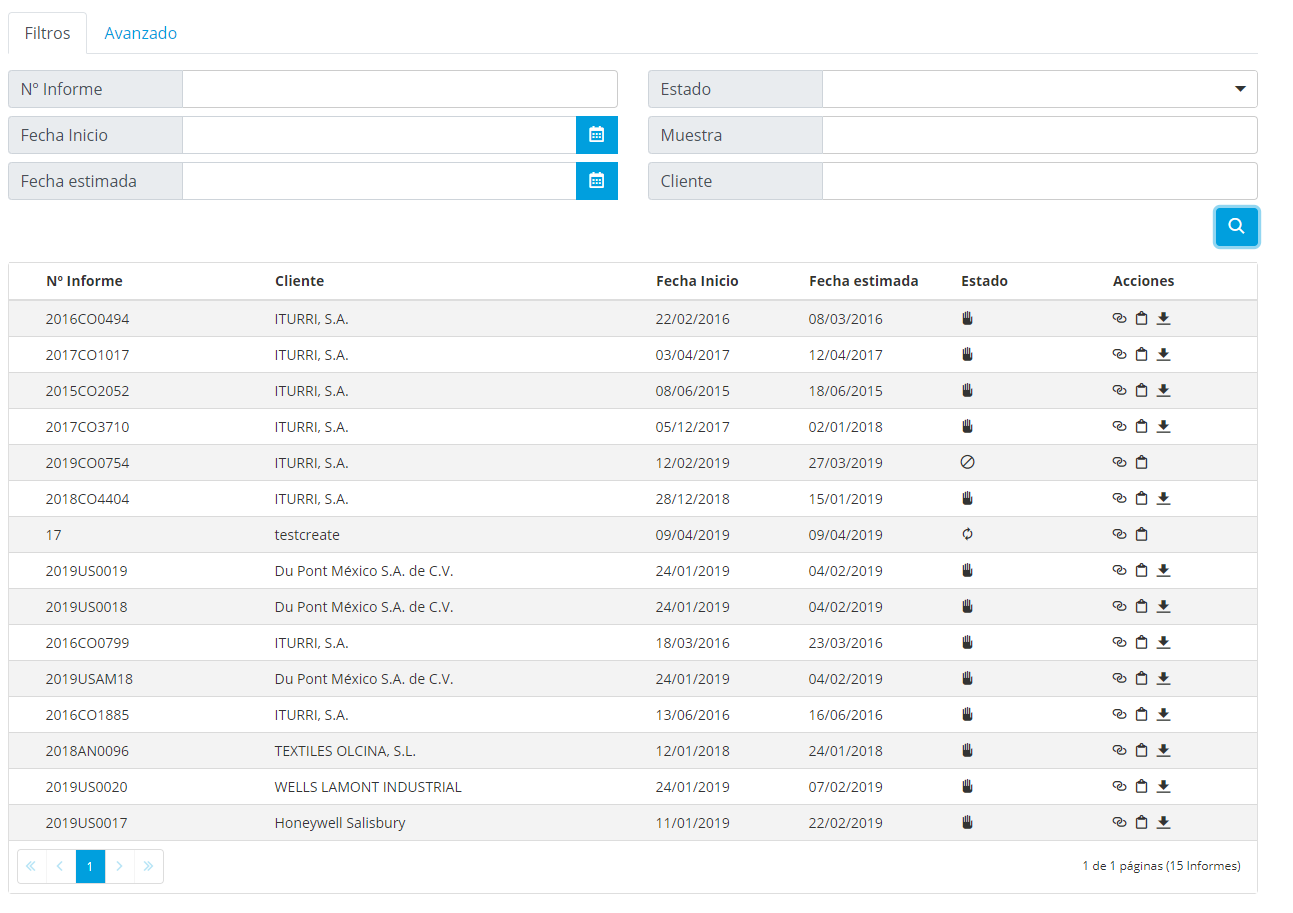 Filtros Avanzado
Nº Informe Estado
Fecha Inicio Muestra
Fecha estimada Cliente
Nº Informe Cliente Fecha Inicio Fecha estimada Estado Acciones
2016CO0494 ITURRI, S.A. 22/02/2016 08/03/2016
2017CO1017 ITURRI, S.A. 03/04/2017 12/04/2017
2015CO2052 ITURRI, S.A. 08/06/2015 18/06/2015
2017CO3710 ITURRI, S.A. 05/12/2017 02/01/2018
2019CO0754 ITURRI, S.A. 12/02/2019 27/03/2019
2018CO4404 ITURRI, S.A. 28/12/2018 15/01/2019
17 testcreate 09/04/2019 09/04/2019
2019US0019 Du Pont México S.A. de C.V. 24/01/2019 04/02/2019
2019US0018 Du Pont México S.A. de C.V. 24/01/2019 04/02/2019
2016CO0799 ITURRI, S.A. 18/03/2016 23/03/2016
2019USAM18 Du Pont México S.A. de C.V. 24/01/2019 04/02/2019
2016CO1885 ITURRI, S.A. 13/06/2016 16/06/2016
2018AN0096 TEXTILES OLCINA, S.L. 12/01/2018 24/01/2018
2019US0020 WELLS LAMONT INDUSTRIAL 24/01/2019 07/02/2019
2019US0017 Honeywell Salisbury 11/01/2019 22/02/2019
« ‹ 1 › » 1 de 1 páginas (15 Informes)